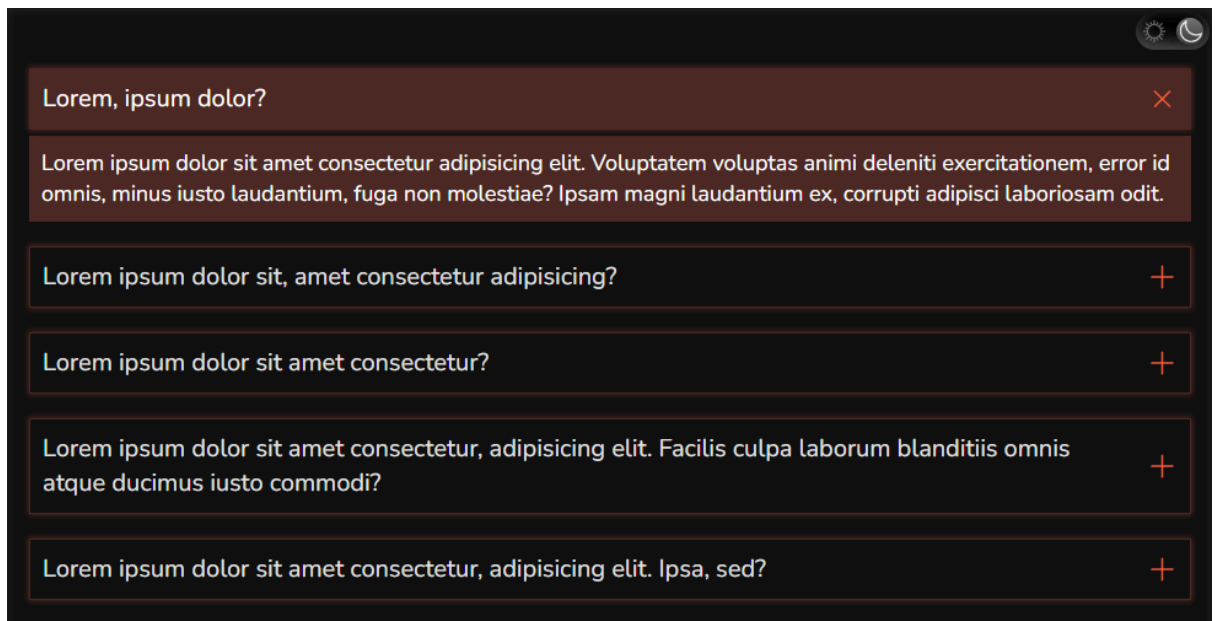 Lorem, ipsum dolor?
Lorem ipsum dolor sit amet consectetur adipisicing elit. Voluptatem voluptas animi deleniti exercitationem, error id
omnis, minus iusto laudantium, fuga non molestiae? Ipsam magni laudantium ex, corrupti adipisci laboriosam odit.
Lorem ipsum dolor sit, amet consectetur adipisicing?
Lorem ipsum dolor sit amet consectetur?
Lorem ipsum dolor sit amet consectetur, adipisicing elit. Facilis culpa laborum blanditiis omnis
atque ducimus iusto commodi?
Lorem ipsum dolor sit amet consectetur, adipisicing elit. Ipsa, sed?